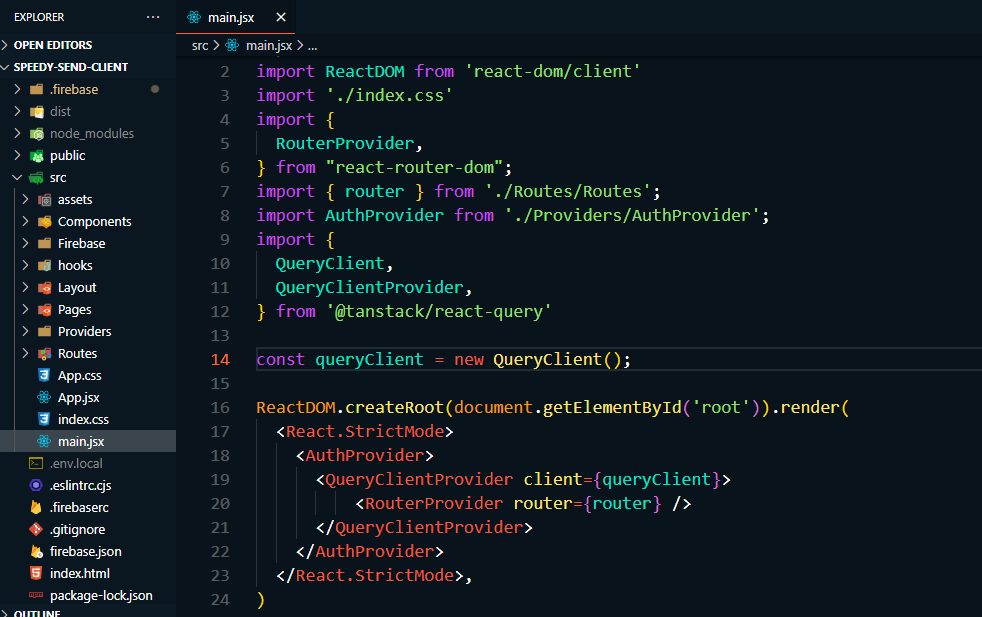 EXPLORER
...
OPEN EDITORS
SPEEDY-SEND-CLIENT
.firebase
dist
node_modules
public
src
assets
Components
Firebase
hooks
Layout
Pages
Providers
Routes
App.css
App.jsx
index.css
main.jsx
.env.local
.eslintrc.cjs
.firebaserc
.gitignore
firebase.json
index.html
package-lock.json
OUTLINE
main.jsx
src > main.jsx > ...
2 import ReactDOM from 'react-dom/client'
3 import './index.css'
4 import {
5 RouterProvider,
6 } from "react-router-dom";
7 import { router } from './Routes/Routes';
8 import AuthProvider from './Providers/AuthProvider';
9 import {
10 QueryClient,
11 QueryClientProvider,
12 } from '@tanstack/react-query'
13
14 const queryClient = new QueryClient();
15
16 ReactDOM.createRoot(document.getElementById('root')).render(
17 <React.StrictMode>
18 <AuthProvider>
19 <QueryClientProvider client={queryClient}>
20 <RouterProvider router={router} />
21 </QueryClientProvider>
22 </AuthProvider>
23 </React.StrictMode>,
24 )